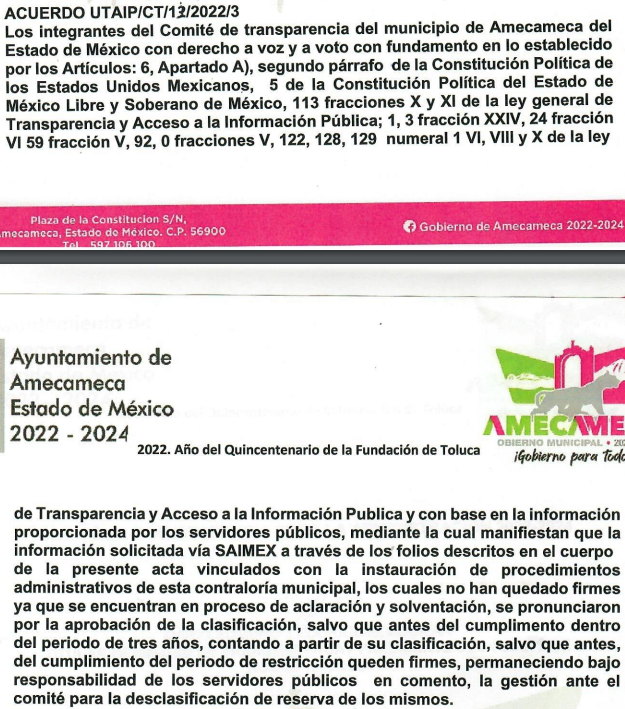 ACUERDO UTAIP/CT/13/2022/3
Los integrantes del Comité de transparencia del municipio de Amecameca del
Estado de México con derecho a voz y a voto con fundamento en lo establecido
por los Artículos: 6, Apartado A), segundo párrafo de la Constitución Política de
los Estados Unidos Mexicanos, 5 de la Constitución Política del Estado de
México Libre y Soberano de México, 113 fracciones X y XI de la ley general de
Transparencia y Acceso a la Información Pública; 1, 3 fracción XXIV, 24 fracción
VI 59 fracción V, 92, 0 fracciones V, 122, 128, 129 numeral 1 VI, VIII y X de la ley
Plaza de la Constitucion S/N,
mecameca, Estado de México. C.P. 56900
Tel 597 106 100
Gobierno de Amecameca 2022-2024
Ayuntamiento de
Amecameca
Estado de México
2022 - 2024
2022. Año del Quincentenario de la Fundación de Toluca
AMECAME
OBIERNO MUNICIPAL • 202
¡Gobierno para Todo
de Transparencia y Acceso a la Información Publica y con base en la información
proporcionada por los servidores públicos, mediante la cual manifiestan que la
información solicitada vía SAIMEX a través de los folios descritos en el cuerpo
de la presente acta vinculados con la instauración de procedimientos
administrativos de esta contraloría municipal, los cuales no han quedado firmes
ya que se encuentran en proceso de aclaración y solventación, se pronunciaron
por la aprobación de la clasificación, salvo que antes del cumplimento dentro
del periodo de tres años, contando a partir de su clasificación, salvo que antes,
del cumplimiento del periodo de restricción queden firmes, permaneciendo bajo
responsabilidad de los servidores públicos en comento, la gestión ante el
comité para la desclasificación de reserva de los mismos.